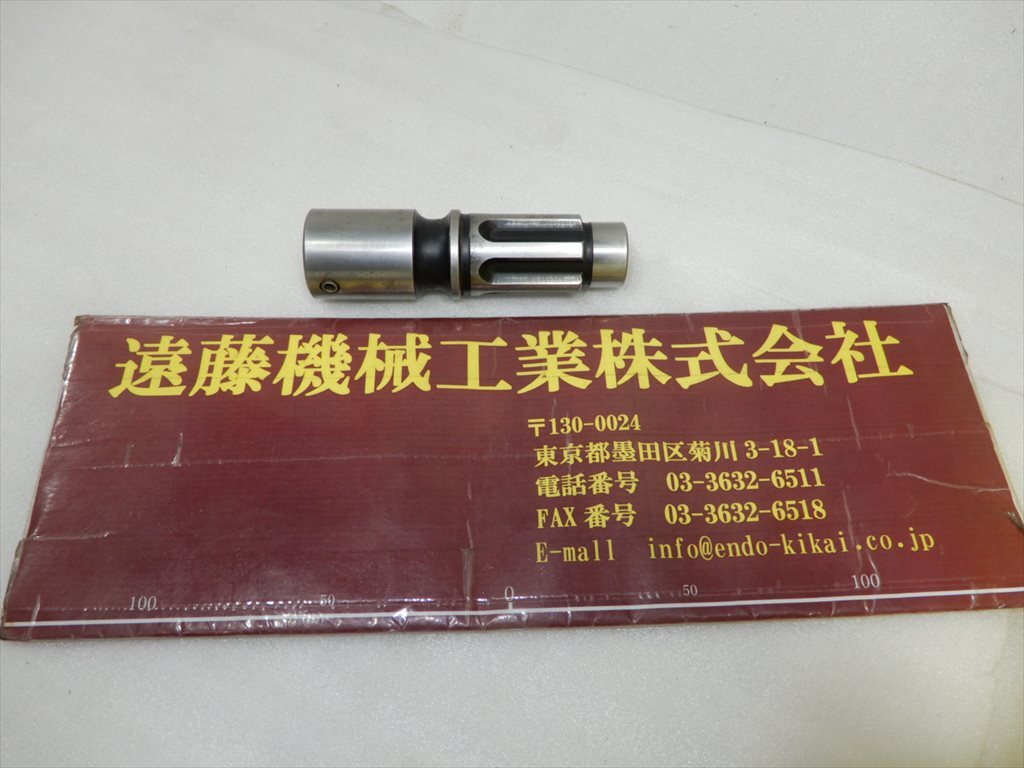 遠藤機械工業株式会社
〒130-0024
東京都墨田区菊川 3-18-1
電話番号 03-3632-6511
FAX 番号 03-3632-6518
E-mall info@endo-kikai.co.jp
100 50 0 50 100